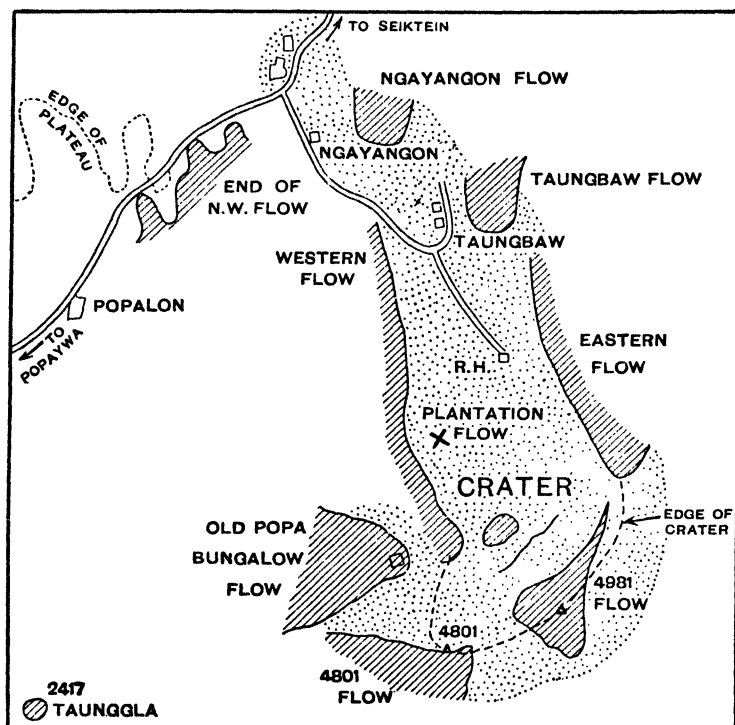 TO SEIKTEIN
NGAYANGON FLOW
EDGE OF
PLATEAU
NGAYANGON
END OF
N.W. FLOW
TAUNGBAW FLOW
TAUNGBAW
WESTERN
FLOW
POPALON
TO
POPAYWA
EASTERN
FLOW
R.H.
PLANTATION
FLOW
CRATER
OLD POPA
BUNGALOW
FLOW
EDGE OF
CRATER
4981
FLOW
4801
4801
FLOW
2417
TAUNGGLA